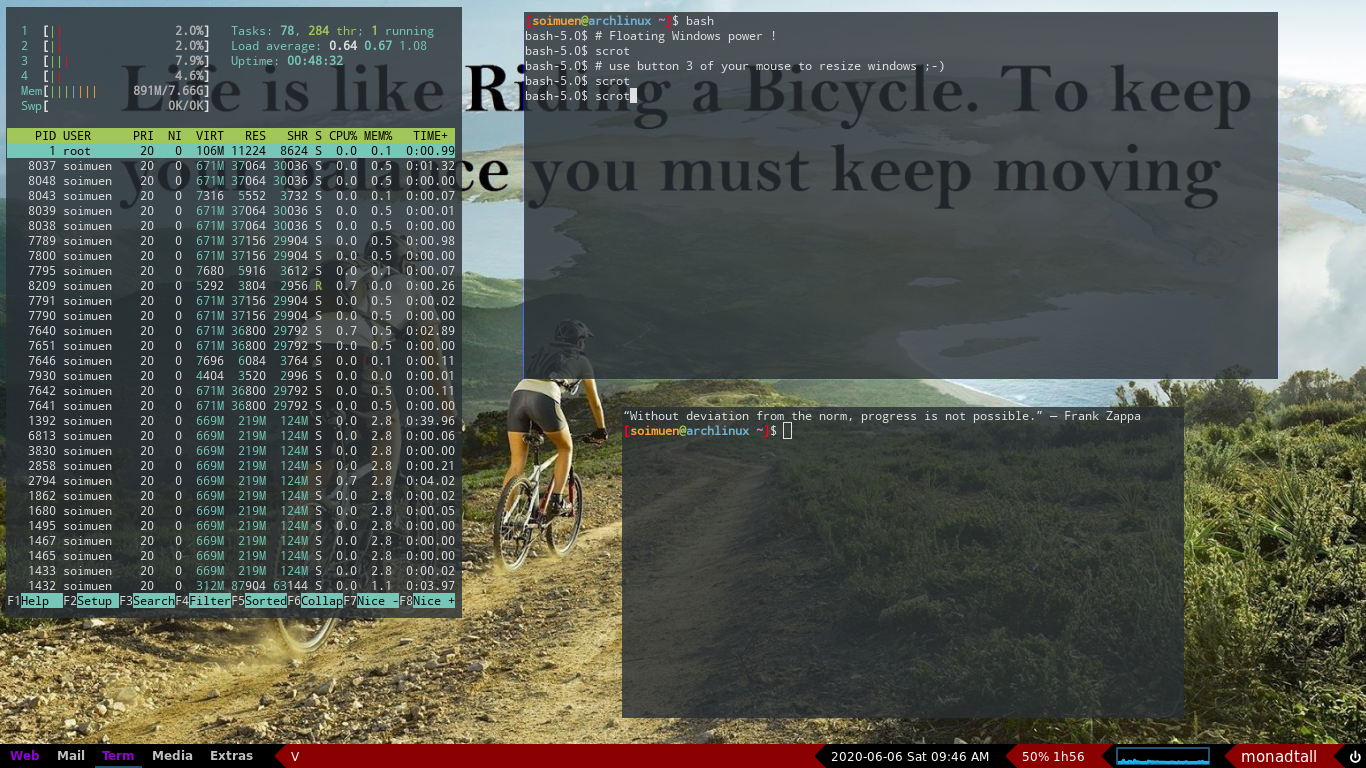 1 [| 2.0%] Tasks: 78, 284 thr; 1 running
2 [| 2.0%] Load average: 0.64 0.67 1.08
3 [||| 7.9%] Uptime: 00:48:32
4 [| 4.6%]
Mem[||||||| 891M/7.66G]
Swp[ 0K/0K]
PID USER PRI NI VIRT RES SHR S CPU% MEM% TIME+
1 root 20 0 106M 11224 8624 S 0.0 0.1 0:00.99
8037 soimuen 20 0 671M 37064 30036 S 0.0 0.5 0:01.32
8048 soimuen 20 0 671M 37064 30036 S 0.0 0.5 0:00.00
8043 soimuen 20 0 7316 5552 3732 S 0.0 0.1 0:00.07
8039 soimuen 20 0 671M 37064 30036 S 0.0 0.5 0:00.01
8038 soimuen 20 0 671M 37064 30036 S 0.0 0.5 0:00.00
7789 soimuen 20 0 671M 37156 29904 S 0.0 0.5 0:00.98
7800 soimuen 20 0 671M 37156 29904 S 0.0 0.5 0:00.00
7795 soimuen 20 0 7680 5916 3612 S 0.0 0.1 0:00.07
8209 soimuen 20 0 5292 3804 2956 R 0.7 0.0 0:00.26
7791 soimuen 20 0 671M 37156 29904 S 0.0 0.5 0:00.02
7790 soimuen 20 0 671M 37156 29904 S 0.0 0.5 0:00.00
7640 soimuen 20 0 671M 36800 29792 S 0.7 0.5 0:02.89
7651 soimuen 20 0 671M 36800 29792 S 0.0 0.5 0:00.00
7646 soimuen 20 0 7696 6084 3764 S 0.0 0.1 0:00.11
7930 soimuen 20 0 4404 3520 2996 S 0.0 0.0 0:00.01
7642 soimuen 20 0 671M 36800 29792 S 0.0 0.5 0:00.11
7641 soimuen 20 0 671M 36800 29792 S 0.0 0.5 0:00.00
1392 soimuen 20 0 669M 219M 124M S 0.0 2.8 0:39.96
6813 soimuen 20 0 669M 219M 124M S 0.0 2.8 0:00.06
3830 soimuen 20 0 669M 219M 124M S 0.0 2.8 0:00.00
2858 soimuen 20 0 669M 219M 124M S 0.0 2.8 0:00.21
2794 soimuen 20 0 669M 219M 124M S 0.7 2.8 0:04.02
1862 soimuen 20 0 669M 219M 124M S 0.0 2.8 0:00.02
1680 soimuen 20 0 669M 219M 124M S 0.0 2.8 0:00.05
1495 soimuen 20 0 669M 219M 124M S 0.0 2.8 0:00.00
1467 soimuen 20 0 669M 219M 124M S 0.0 2.8 0:00.00
1465 soimuen 20 0 669M 219M 124M S 0.0 2.8 0:00.00
1433 soimuen 20 0 669M 219M 124M S 0.0 2.8 0:00.02
1432 soimuen 20 0 312M 87904 63144 S 0.0 1.1 0:03.97
F1Help F2Setup F3SearchF4FilterF5SortedF6CollapF7Nice -F8Nice +
[soimuen@archlinux ~]$ bash
bash-5.0$ # Floating Windows power !
bash-5.0$ scrot
bash-5.0$ # use button 3 of your mouse to resize windows ;-)
bash-5.0$ scrot
bash-5.0$ scrot
Life is like Riding a Bicycle. To keep
your balance you must keep moving
“Without deviation from the norm, progress is not possible.” — Frank Zappa
[soimuen@archlinux ~]$
Web Mail Term Media Extras V 2020-06-06 Sat 09:46 AM 50% 1h56 monadtall